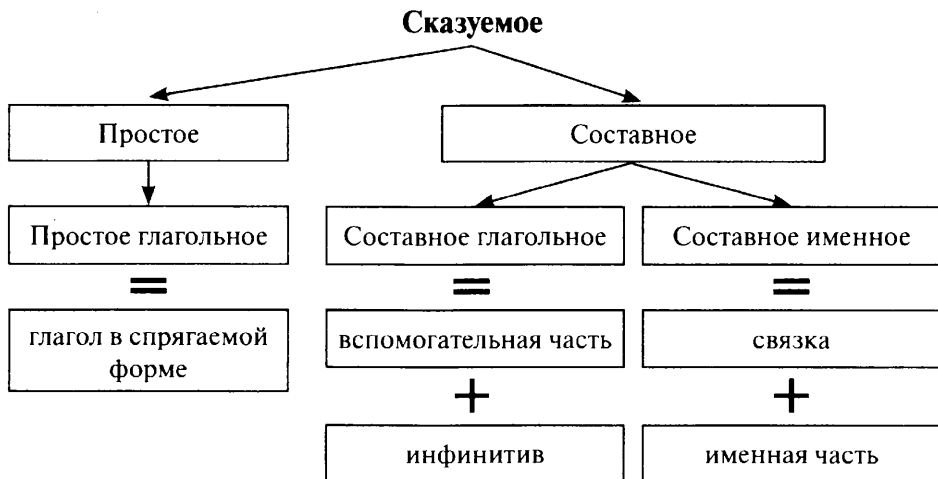 Сказуемое
Простое
Составное
Простое глагольное
Составное глагольное
Составное именное
=
=
=
глагол в спрягаемой
форме
вспомогательная часть
связка
+
+
инфинитив
именная часть